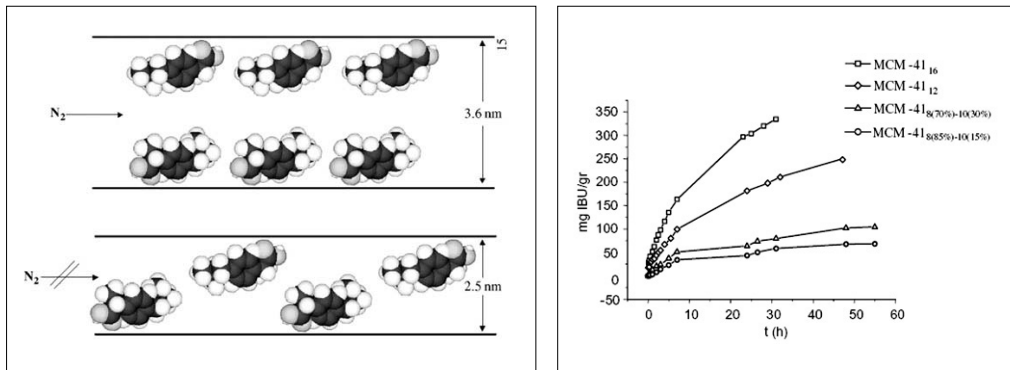 15
N₂
3.6 nm
N₂
2.5 nm
MCM -41₁₆
MCM -41₁₂
MCM -41₈₍₇₀%₎₋₁₀₍₃₀%₎
MCM -41₈₍₈₅%₎₋₁₀₍₁₅%₎
mg IBU/gr
350
300
250
200
150
100
50
0
-50
0 10 20 30 40 50 60
t (h)